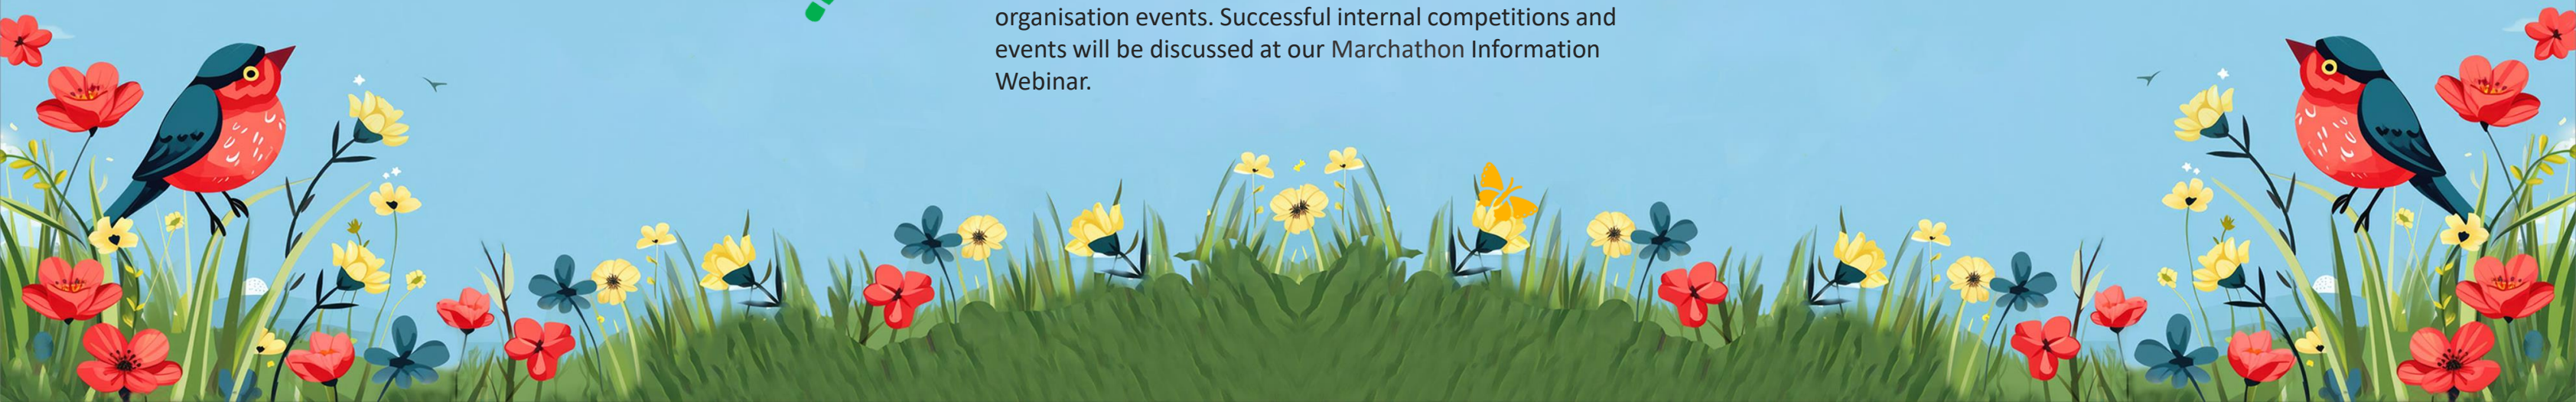 organisation events. Successful internal competitions and
events will be discussed at our Marchathon Information
Webinar.